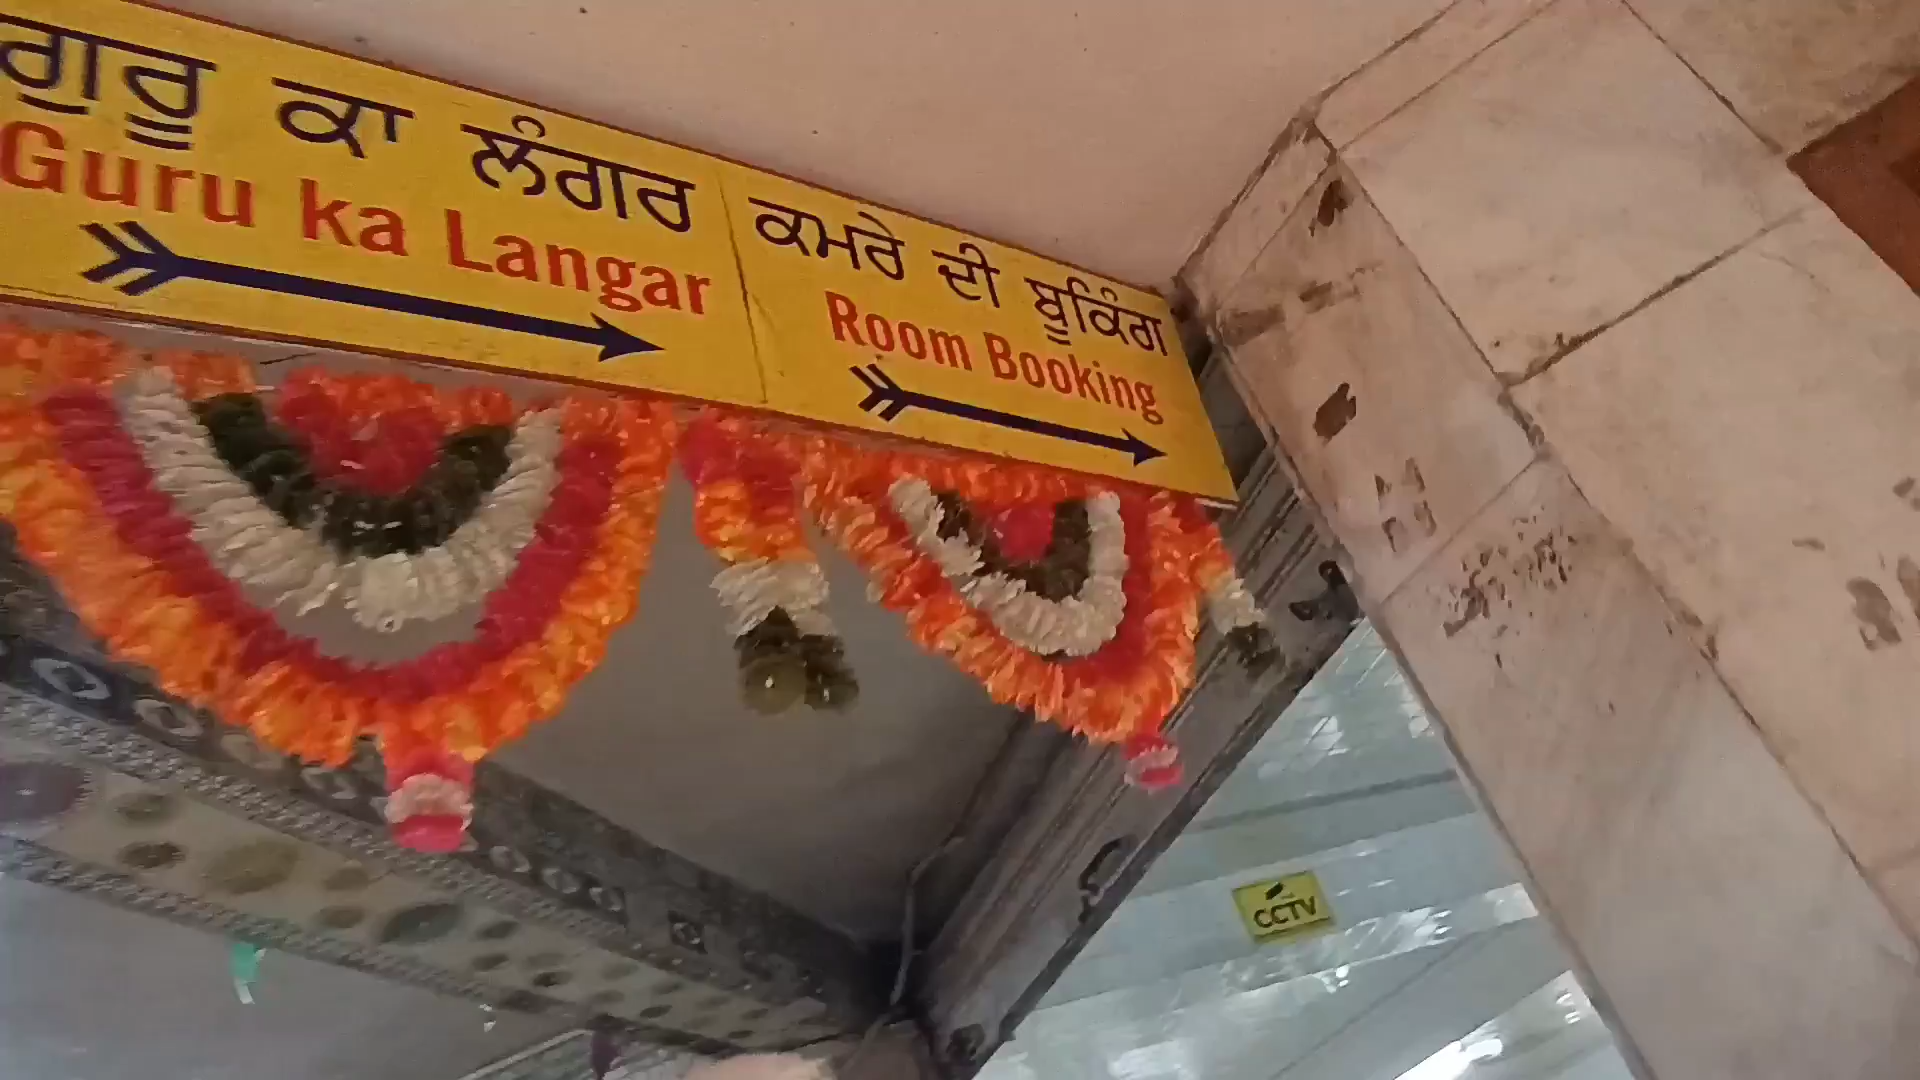 ਗੁਰੂ ਕਾ ਲੰਗਰ
Guru ka Langar
ਕਮਰੇ ਦੀ ਬੂਕਿੰਗ
Room Booking
CCTV